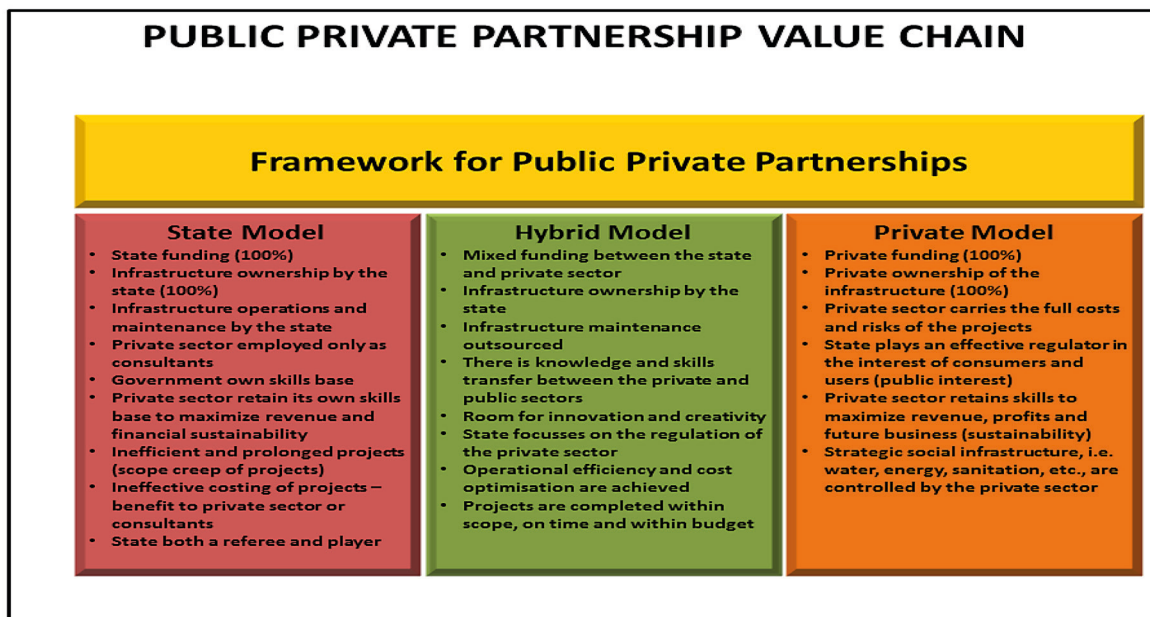 PUBLIC PRIVATE PARTNERSHIP VALUE CHAIN
Framework for Public Private Partnerships
State Model
• State funding (100%)
• Infrastructure ownership by the
state (100%)
• Infrastructure operations and
maintenance by the state
• Private sector employed only as
consultants
• Government own skills base
• Private sector retain its own skills
base to maximize revenue and
financial sustainability
• Inefficient and prolonged projects
(scope creep of projects)
• Ineffective costing of projects –
benefit to private sector or
consultants
• State both a referee and player
Hybrid Model
• Mixed funding between the state
and private sector
• Infrastructure ownership by the
state
• Infrastructure maintenance
outsourced
• There is knowledge and skills
transfer between the private and
public sectors
• Room for innovation and creativity
• State focusses on the regulation of
the private sector
• Operational efficiency and cost
optimisation are achieved
• Projects are completed within
scope, on time and within budget
Private Model
• Private funding (100%)
• Private ownership of the
infrastructure (100%)
• Private sector carries the full costs
and risks of the projects
• State plays an effective regulator in
the interest of consumers and
users (public interest)
• Private sector retains skills to
maximize revenue, profits and
future business (sustainability)
• Strategic social infrastructure, i.e.
water, energy, sanitation, etc., are
controlled by the private sector